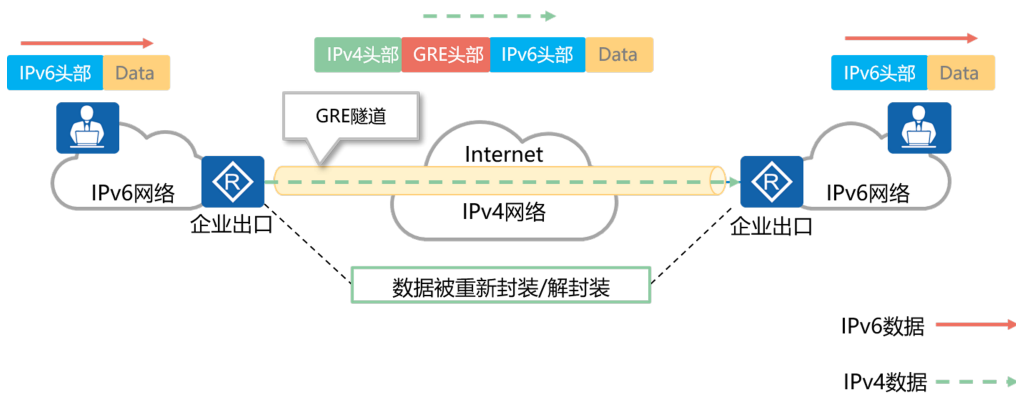 IPv4头部 GRE头部 IPv6头部 Data
IPv6头部 Data
IPv6头部 Data
GRE隧道
Internet
IPv6网络
R
IPv4网络
R
IPv6网络
企业出口
企业出口
数据被重新封装/解封装
IPv6数据
IPv4数据